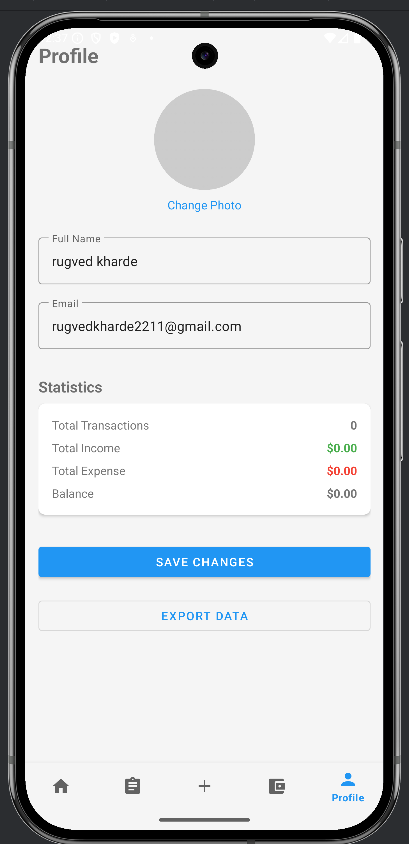 Profile
Change Photo
Full Name
rugved kharde
Email
rugvedkharde2211@gmail.com
Statistics
Total Transactions 0
Total Income $0.00
Total Expense $0.00
Balance $0.00
SAVE CHANGES
EXPORT DATA
Profile